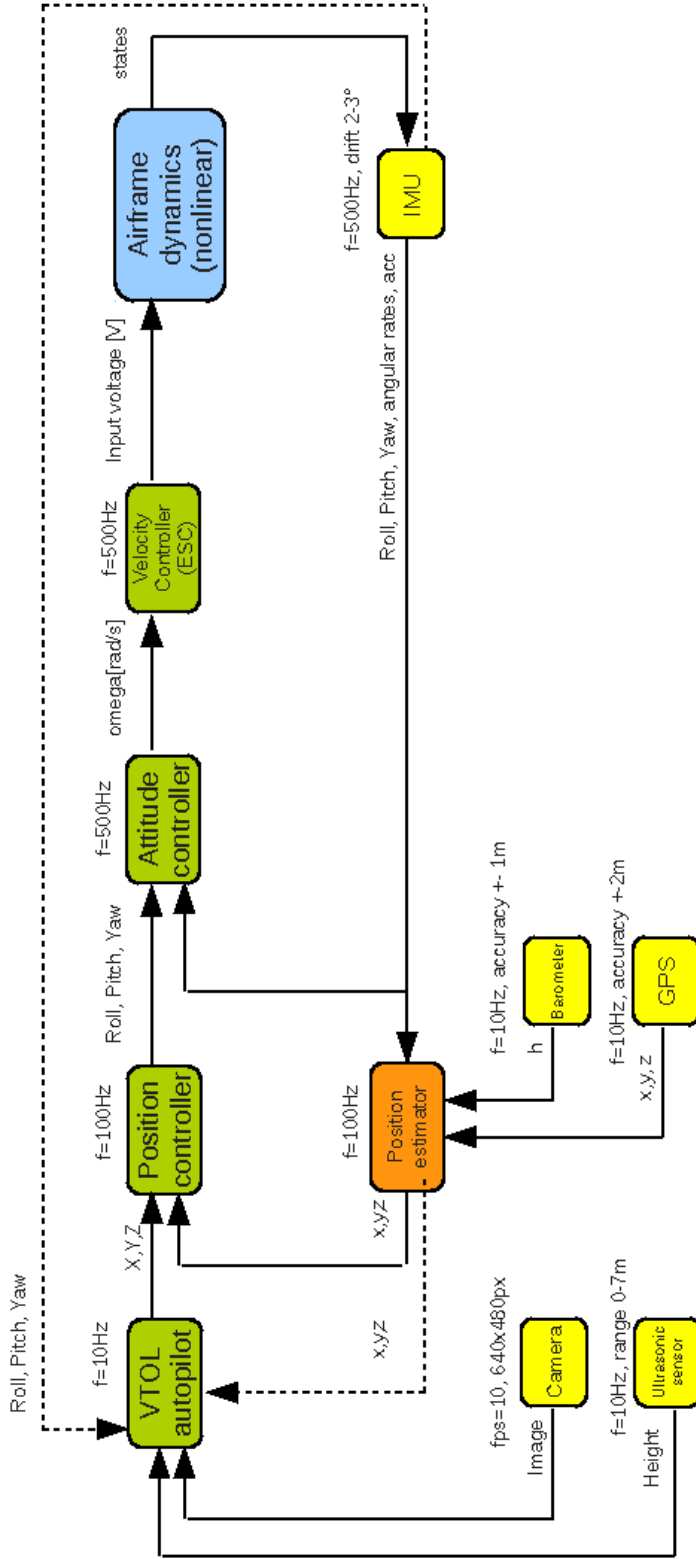 Roll, Pitch, Yaw
f=10Hz
VTOL
autopilot
X,Y,Z
f=100Hz
Position
controller
Roll, Pitch, Yaw
f=500Hz
Attitude
controller
omega[rad/s]
f=500Hz
Velocity
Controller
(ESC)
Input voltage [V]
Airframe
dynamics
(nonlinear)
states
f=500Hz, drift 2-3°
IMU
Roll, Pitch, Yaw, angular rates, acc
f=100Hz
Position
estimator
x,yz
x,yz
fps=10, 640x480px
Camera
Image
f=10Hz, range 0-7m
Ultrasonic
sensor
Height
f=10Hz, accuracy +- 1m
Barometer
h
f=10Hz, accuracy +-2m
GPS
x,y, z